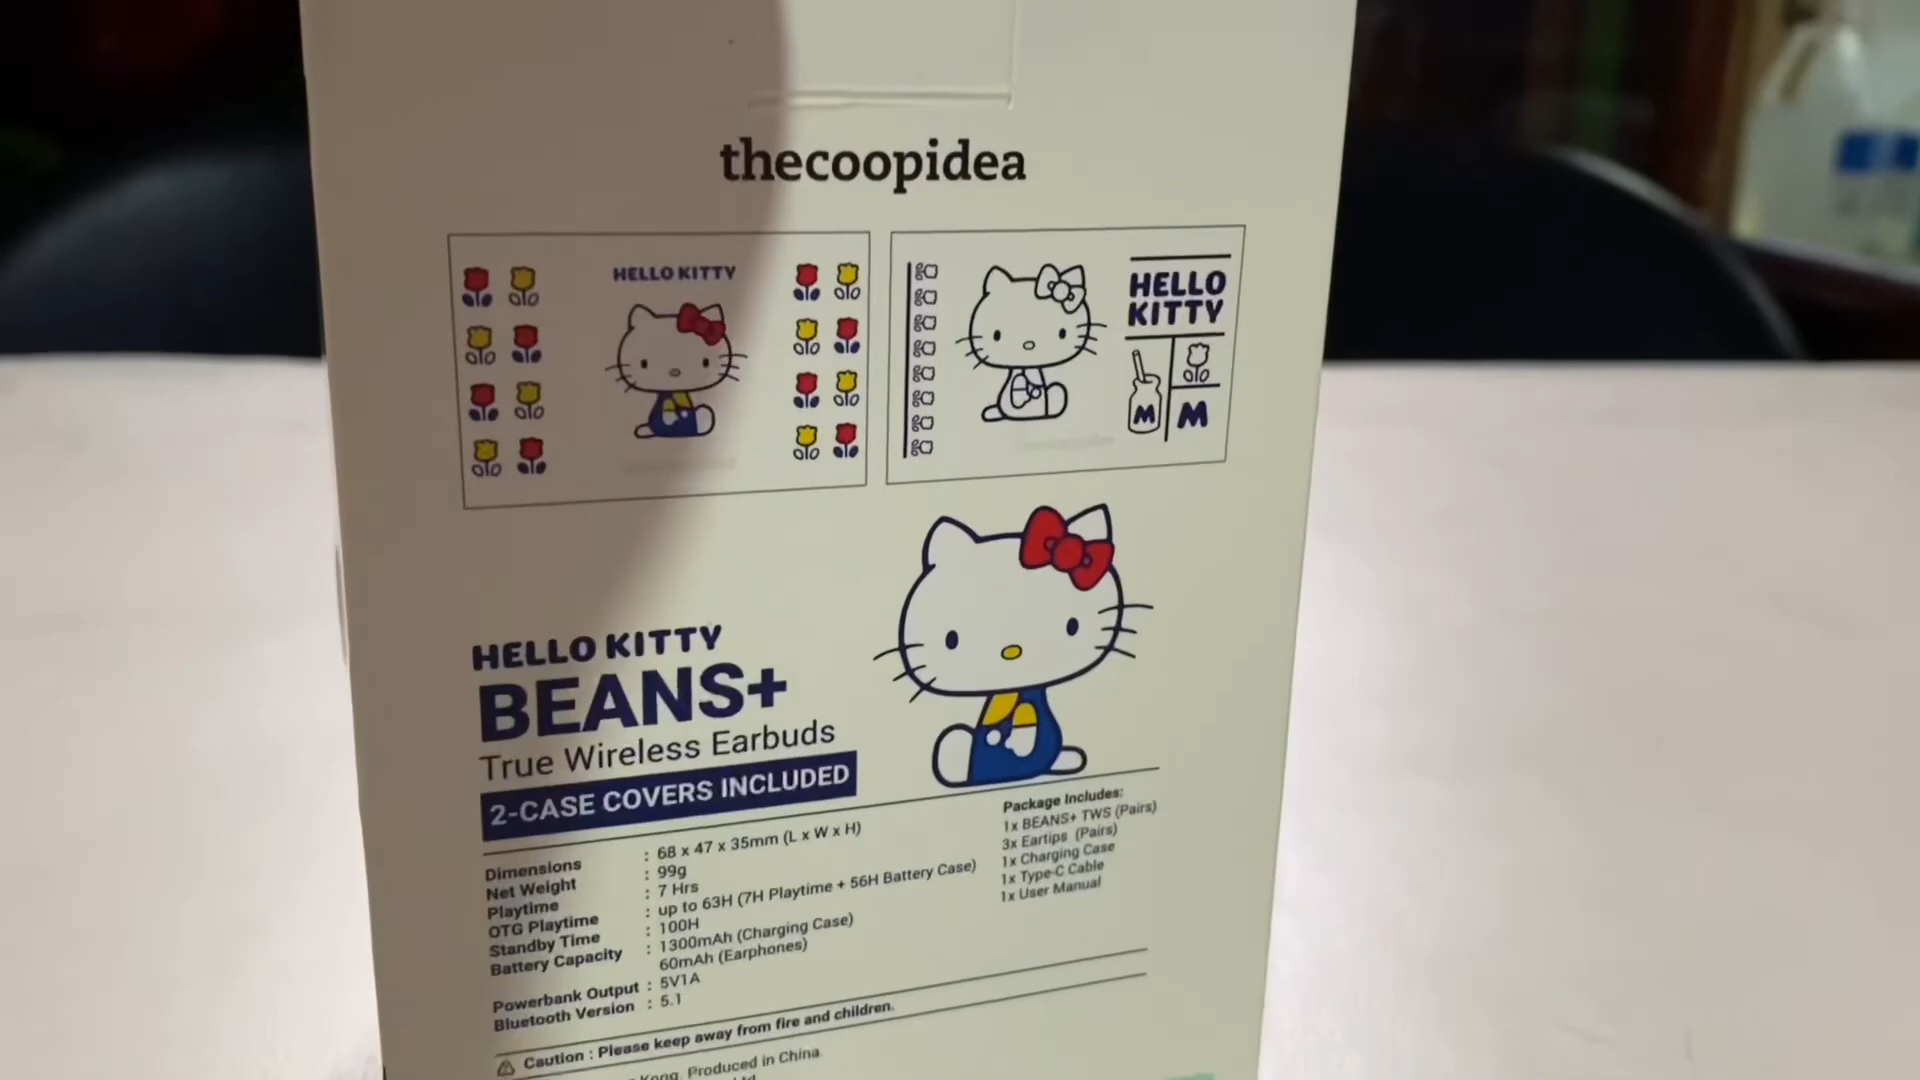 thecoopidea
HELLO KITTY
HELLO
KITTY
M
M
HELLO KITTY
BEANS+
True Wireless Earbuds
2-CASE COVERS INCLUDED
Dimensions : 68 x 47 x 35mm (L x W x H)
Net Weight : 99g
Playtime : 7 Hrs
OTG Playtime : up to 63H (7H Playtime + 56H Battery Case)
Standby Time : 100H
Battery Capacity : 1300mAh (Charging Case)
60mAh (Earphones)
Powerbank Output : 5V1A
Bluetooth Version : 5.1
Package Includes:
1x BEANS+ TWS (Pairs)
3x Eartips (Pairs)
1x Charging Case
1x Type-C Cable
1x User Manual
Caution : Please keep away from fire and children.
Kong. Produced in China.